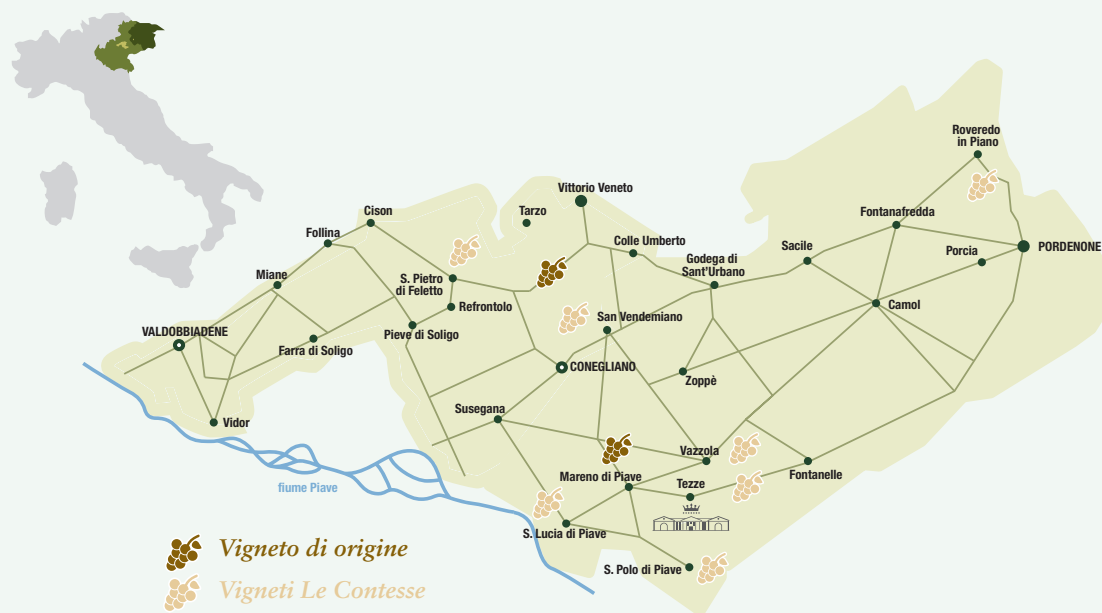 Roveredo
in Piano
Vittorio Veneto
Cison
Tarzo
Fontanafredda
Follina
Colle Umberto
Sacile
PORDENONE
Godega di
Sant'Urbano
Porcia
Miane
S. Pietro
di Feletto
Refrontolo
Camol
San Vendemiano
VALDOBBIADENE
Pieve di Soligo
Farra di Soligo
CONEGLIANO
Zoppè
Susegana
Vidor
Vazzola
Mareno di Piave
Tezze
Fontanelle
fiume Piave
S. Lucia di Piave
S. Polo di Piave
Vigneto di origine
Vigneti Le Contesse